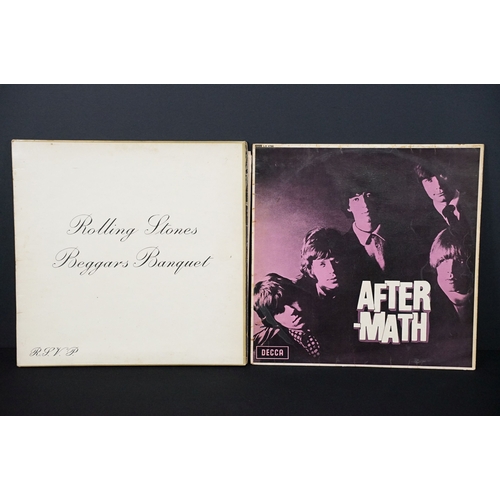 Rolling Stones
Beggars Banquet
R.S.V.P
AFTER
-MATH
DECCA